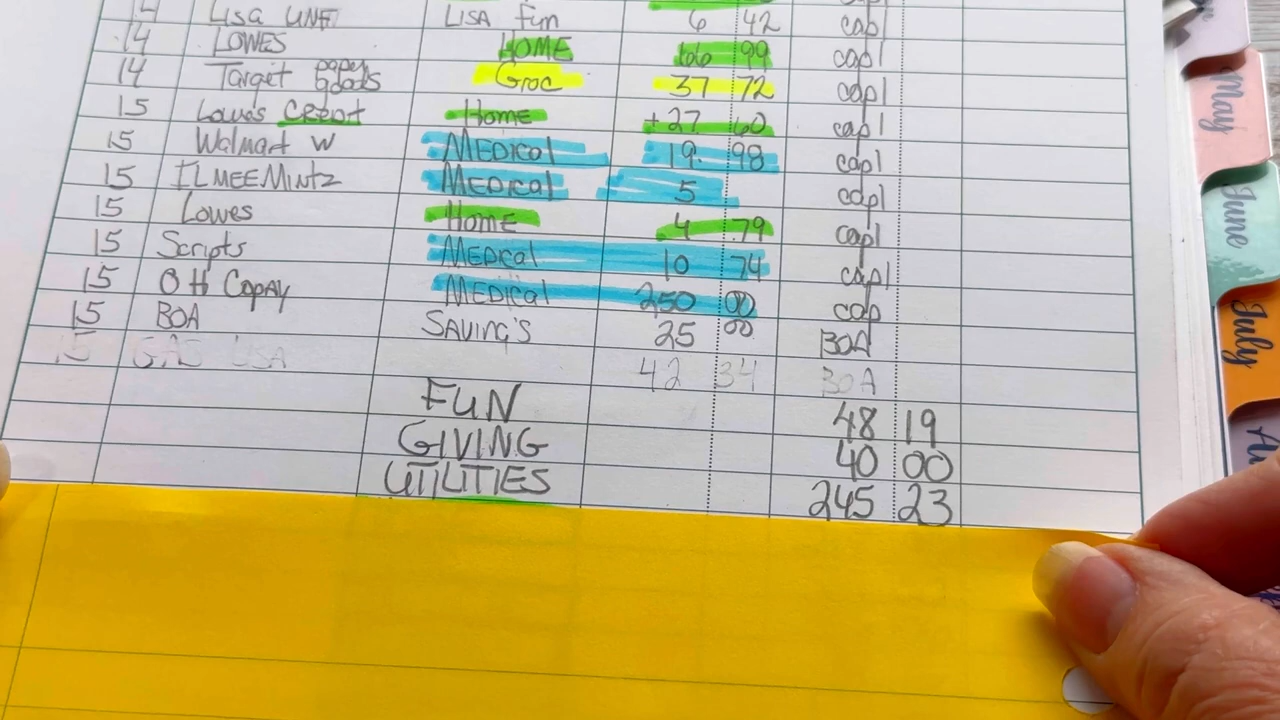 14 Lisa UNF Lisa Fun 6 42 cap1
14 LOWES HOME 66 99 cap1
14 Target paper goods Groc 37 72 cap1
15 Lowe's CREDIT Home +27 60 cap1
15 Walmart W MEDICal 19. 98 cap1
15 ILMEEMINTZ MEDICal 5 cap1
15 Lowes Home 4 .79 cap1
15 Scripts MEDICal 10 74 cap1
15 OH COPAY MEDICal 250 00 cap
15 BOA SAVING'S 25 00 BOA
15 GAS LISA 42 34 BOA
FUN 48 19
GIVING 40 00
UTILITIES 245 23
May
June
July